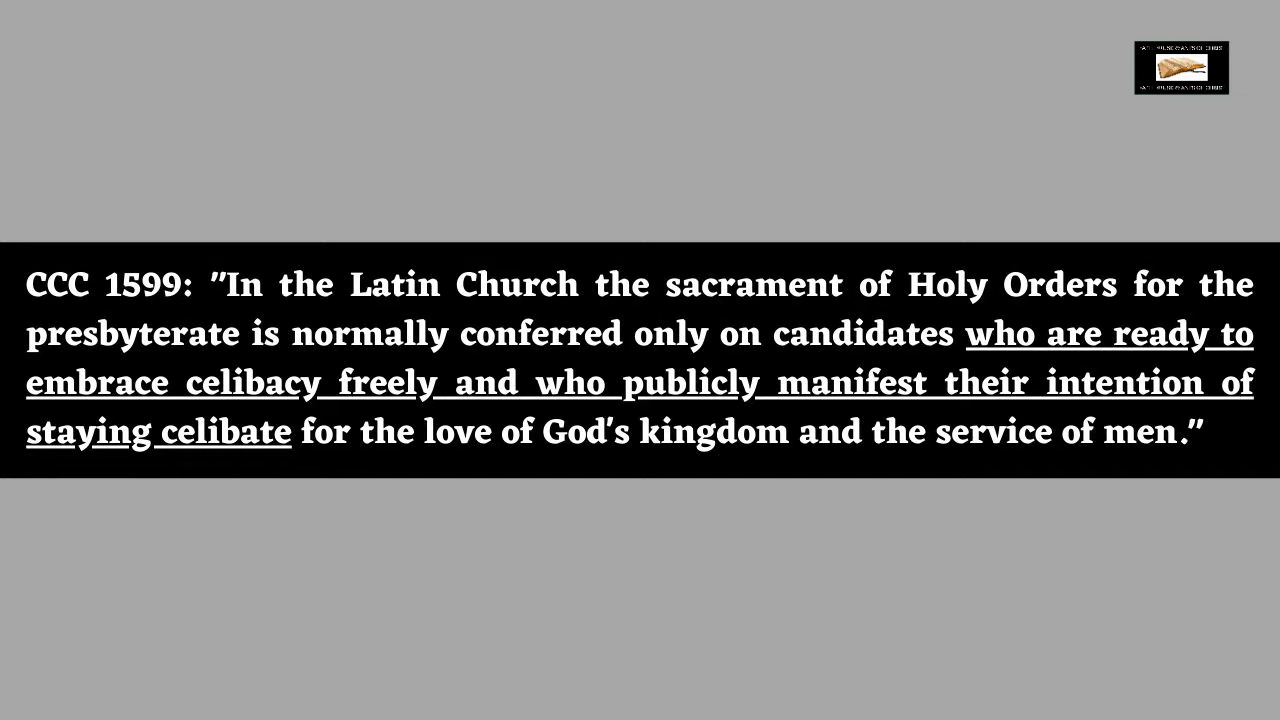 CCC 1599: "In the Latin Church the sacrament of Holy Orders for the
presbyterate is normally conferred only on candidates who are ready to
embrace celibacy freely and who publicly manifest their intention of
staying celibate for the love of God's kingdom and the service of men."